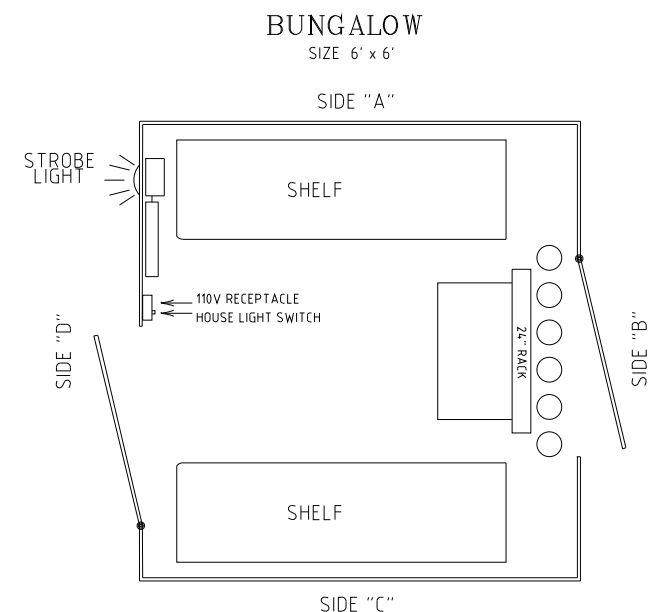 BUNGALOW
SIZE 6' x 6'
SIDE "A"
STROBE
LIGHT
SHELF
110V RECEPTACLE
HOUSE LIGHT SWITCH
SIDE "D"
24" RACK
SIDE "B"
SHELF
SIDE "C"